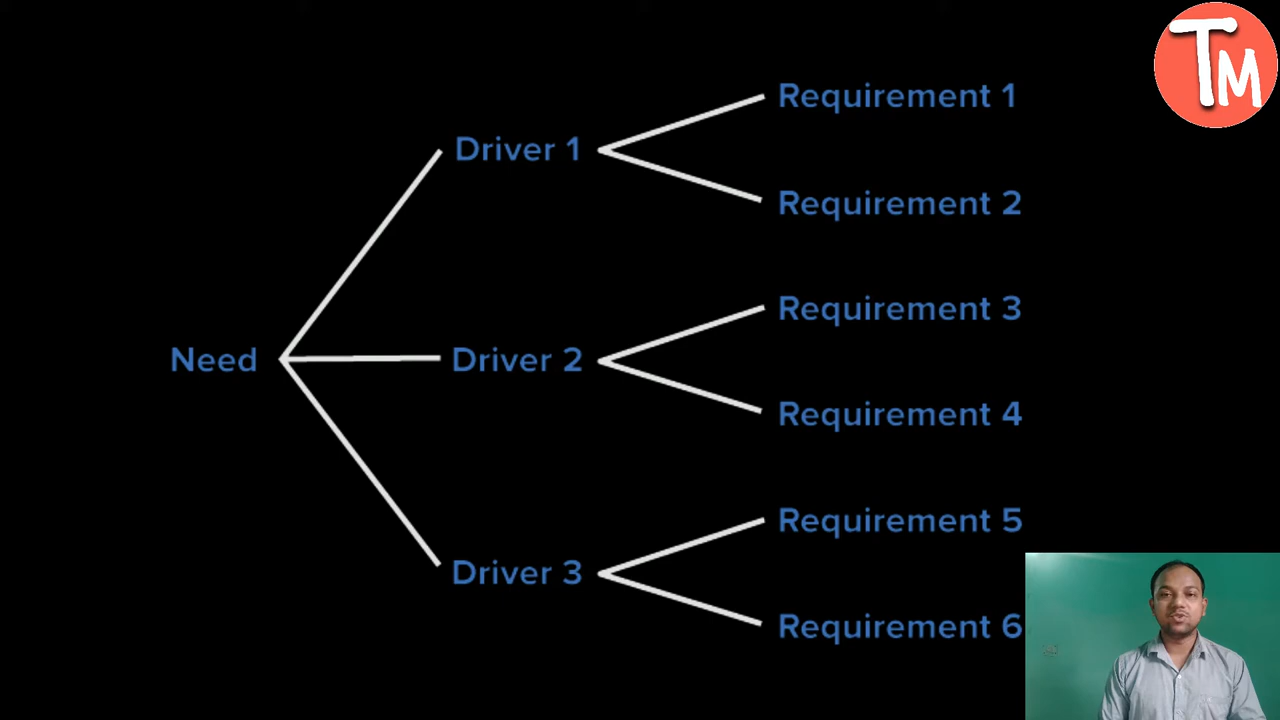 TM
Requirement 1
Driver 1
Requirement 2
Requirement 3
Need
Driver 2
Requirement 4
Requirement 5
Driver 3
Requirement 6